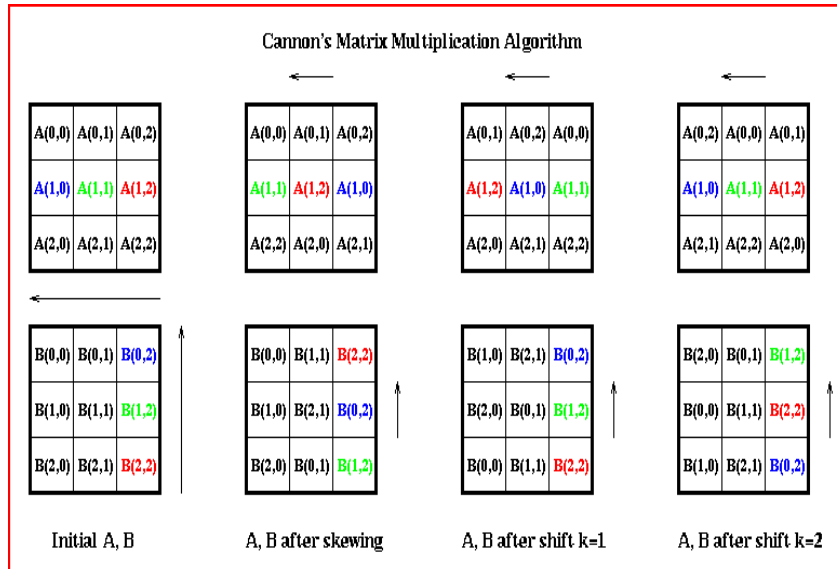 Cannon's Matrix Multiplication Algorithm
A(0,0) A(0,1) A(0,2) A(0,0) A(0,1) A(0,2) A(0,1) A(0,2) A(0,0) A(0,2) A(0,0) A(0,1)
A(1,0) A(1,1) A(1,2) A(1,1) A(1,2) A(1,0) A(1,2) A(1,0) A(1,1) A(1,0) A(1,1) A(1,2)
A(2,0) A(2,1) A(2,2) A(2,2) A(2,0) A(2,1) A(2,0) A(2,1) A(2,2) A(2,1) A(2,2) A(2,0)
B(0,0) B(0,1) B(0,2) B(0,0) B(1,1) B(2,2) B(1,0) B(2,1) B(0,2) B(2,0) B(0,1) B(1,2)
B(1,0) B(1,1) B(1,2) B(1,0) B(2,1) B(0,2) B(2,0) B(0,1) B(1,2) B(0,0) B(1,1) B(2,2)
B(2,0) B(2,1) B(2,2) B(2,0) B(0,1) B(1,2) B(0,0) B(1,1) B(2,2) B(1,0) B(2,1) B(0,2)
Initial A, B A, B after skewing A, B after shift k=1 A, B after shift k=2